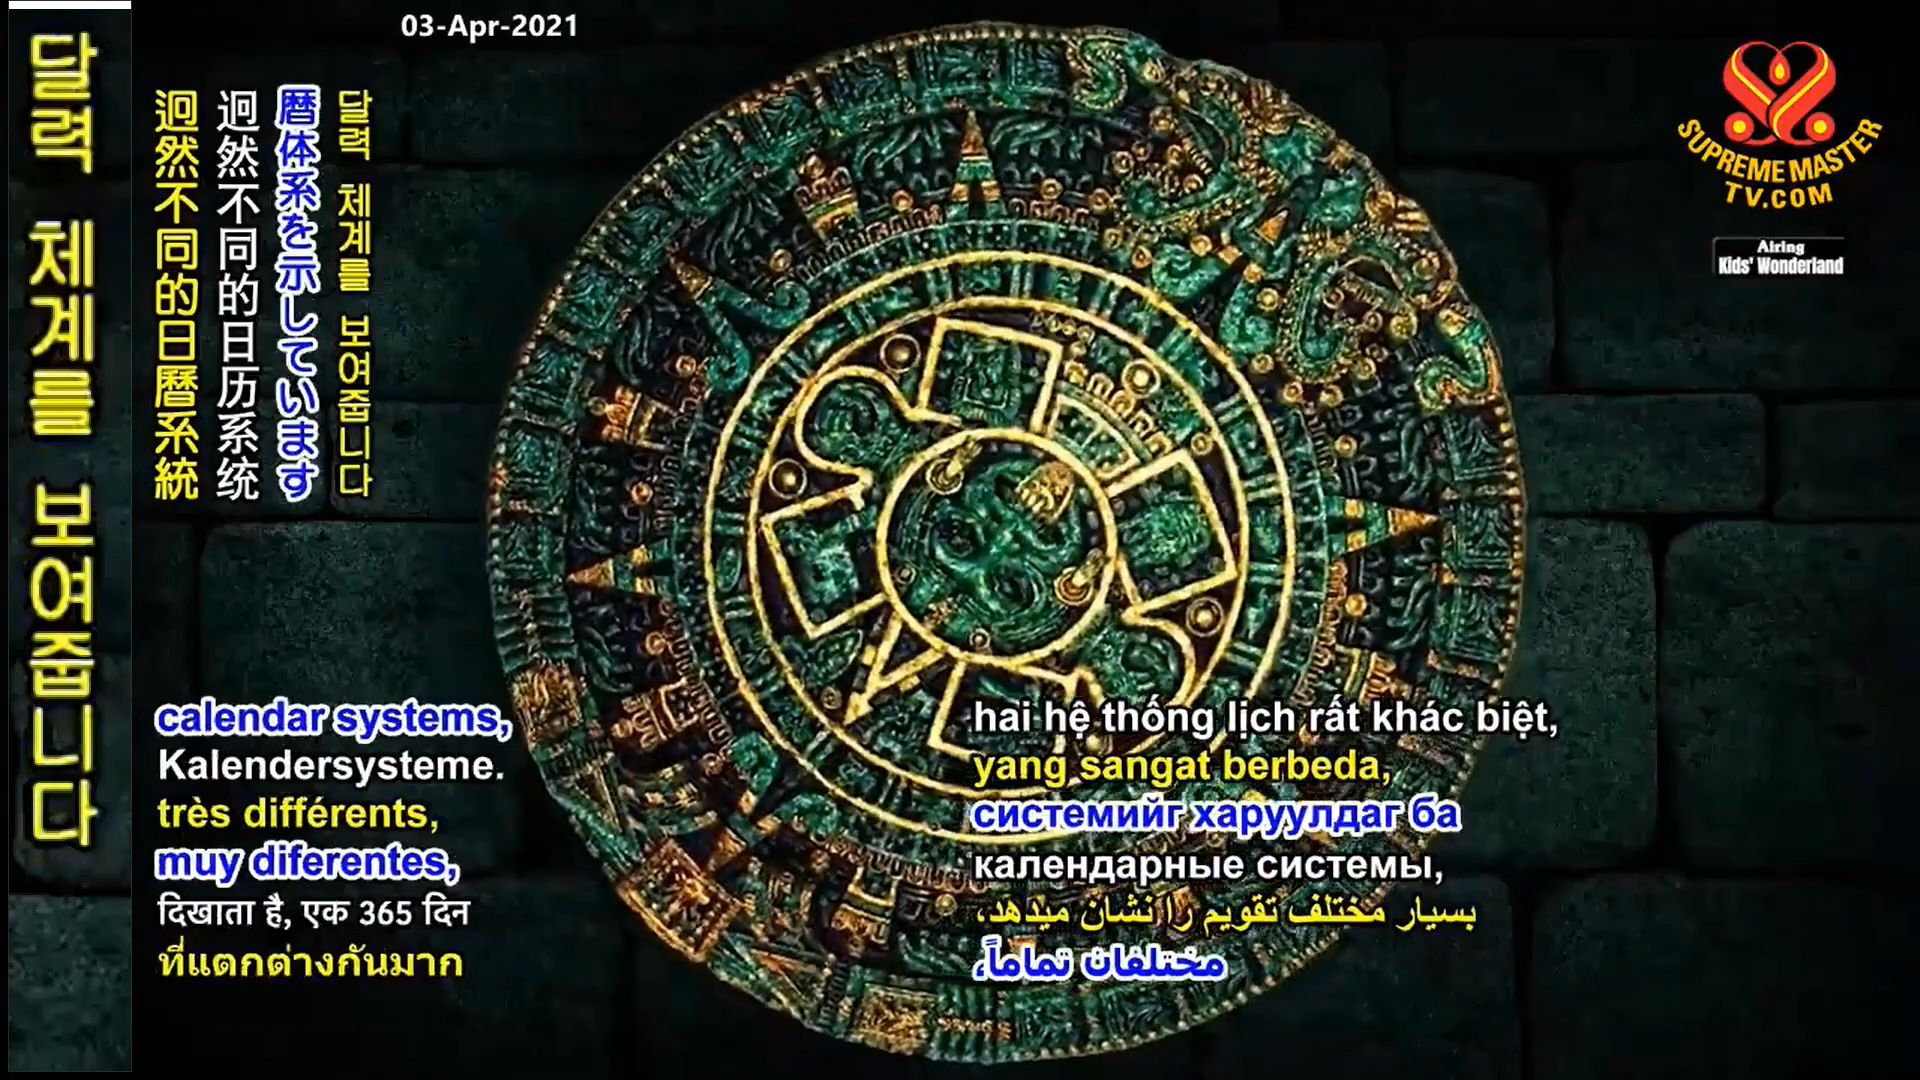 달력 체계를 보여줍니다
03-Apr-2021
달력 체계를 보여줍니다
暦体系を示しています
迥然不同的日历系统
迥然不同的日曆系統
SUPREME MASTER
TV.COM
Airing
Kids' Wonderland
calendar systems,
Kalendersysteme.
très différents,
muy diferentes,
दिखाता है, एक 365 दिन
ที่แตกต่างกันมาก
hai hệ thống lịch rất khác biệt,
yang sangat berbeda,
системийг харуулдаг ба
календарные системы,
بسیار مختلف تقویم را نشان میدهد،
مختلفان تماماً،